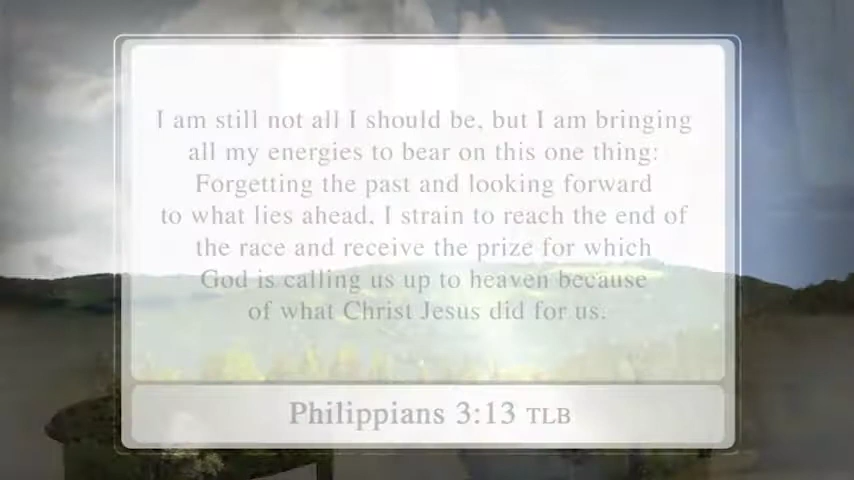 I am still not all I should be, but I am bringing
all my energies to bear on this one thing:
Forgetting the past and looking forward
to what lies ahead, I strain to reach the end of
the race and receive the prize for which
God is calling us up to heaven because
of what Christ Jesus did for us.
Philippians 3:13 TLB